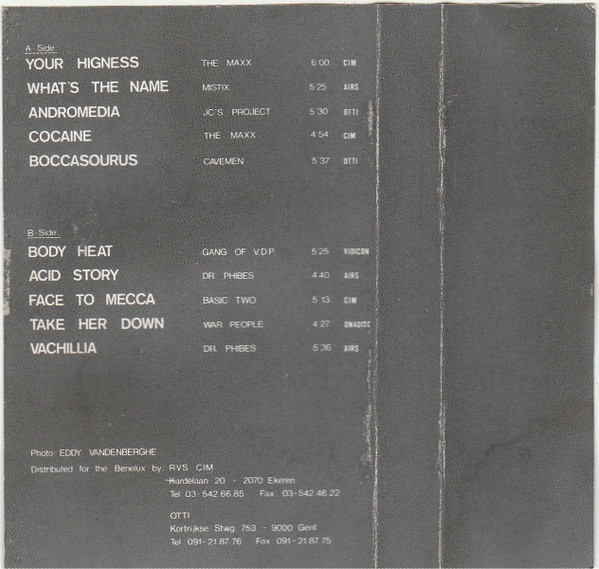 A Side
YOUR HIGNESS THE MAXX 6 00 CIM
WHAT'S THE NAME MISTIX 5 25 AIRS
ANDROMEDIA JC'S PROJECT 5 30 OTTI
COCAINE THE MAXX 4 54 CIM
BOCCASOURUS CAVEMEN 5 37 OTTI
B Side
BODY HEAT GANG OF V.D.P. 5:25 VIDICON
ACID STORY DR PHIBES 4 40 AIRS
FACE TO MECCA BASIC TWO 5 13 CIM
TAKE HER DOWN WAR PEOPLE 4 27 DNADISC
VACHILLIA DR. PHIBES 5 36 AIRS
Photo: EDDY VANDENBERGHE
Distributed for the Benelux by: RVS CIM
Kardelaan 20 - 2070 Ekeren
Tel 03-542.66.85 Fax 03-542.46.22
OTTI
Kortrijkse Stwg 753 - 9000 Gent
Tel 091-21.87.76 Fax 091-21.87.75